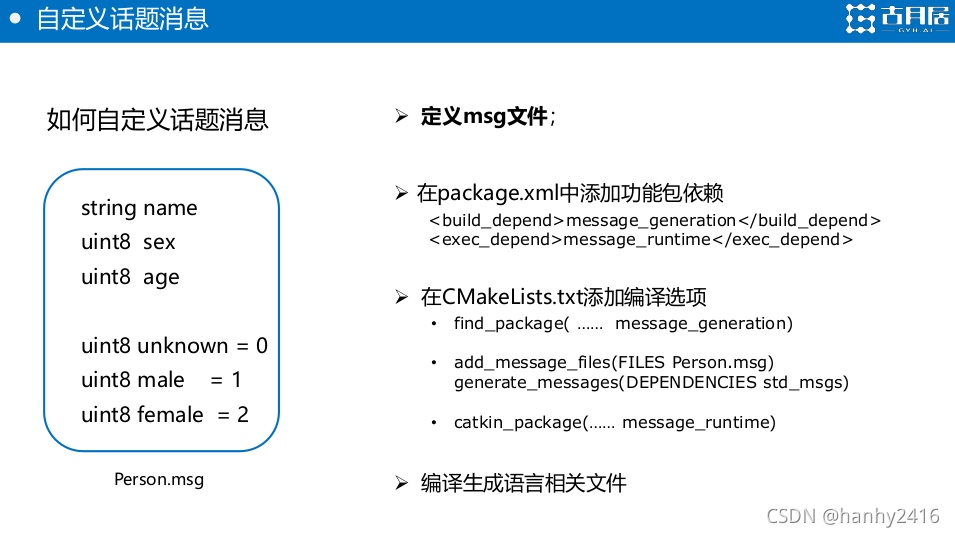 自定义话题消息
古月居
GYH.AI
如何自定义话题消息
string name
uint8 sex
uint8 age
uint8 unknown = 0
uint8 male = 1
uint8 female = 2
Person.msg
➢ 定义msg文件；
➢ 在package.xml中添加功能包依赖
<build_depend>message_generation</build_depend>
<exec_depend>message_runtime</exec_depend>
➢ 在CMakeLists.txt添加编译选项
• find_package( …… message_generation)
• add_message_files(FILES Person.msg)
generate_messages(DEPENDENCIES std_msgs)
• catkin_package(…… message_runtime)
➢ 编译生成语言相关文件
CSDN @hanhy2416